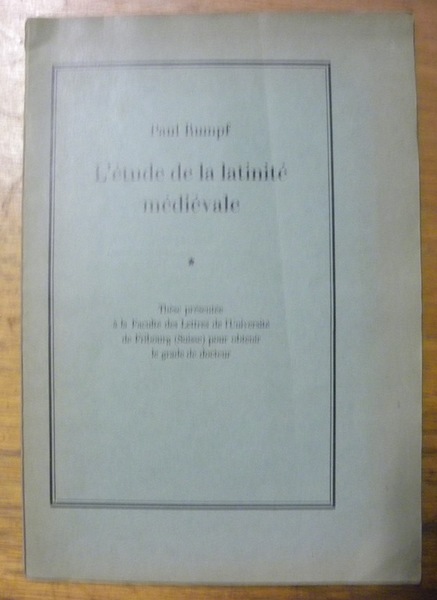 Paul Rumpf
L'étude de la latinité
médiévale
*
Thèse présentée
à la Faculté des Lettres de l'Université
de Fribourg (Suisse) pour obtenir
le grade de docteur